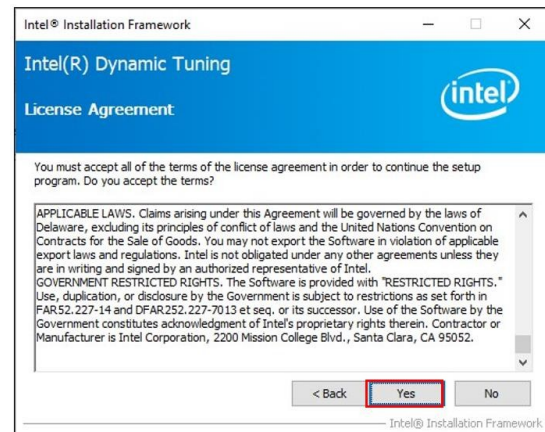 Intel® Installation Framework
Intel(R) Dynamic Tuning
intel
License Agreement
You must accept all of the terms of the license agreement in order to continue the setup
program. Do you accept the terms?
APPLICABLE LAWS. Claims arising under this Agreement will be governed by the laws of
Delaware, excluding its principles of conflict of laws and the United Nations Convention on
Contracts for the Sale of Goods. You may not export the Software in violation of applicable
export laws and regulations. Intel is not obligated under any other agreements unless they
are in writing and signed by an authorized representative of Intel.
GOVERNMENT RESTRICTED RIGHTS. The Software is provided with "RESTRICTED RIGHTS."
Use, duplication, or disclosure by the Government is subject to restrictions as set forth in
FAR52.227-14 and DFAR252.227-7013 et seq. or its successor. Use of the Software by the
Government constitutes acknowledgment of Intel's proprietary rights therein. Contractor or
Manufacturer is Intel Corporation, 2200 Mission College Blvd., Santa Clara, CA 95052.
< Back Yes No
Intel® Installation Framework